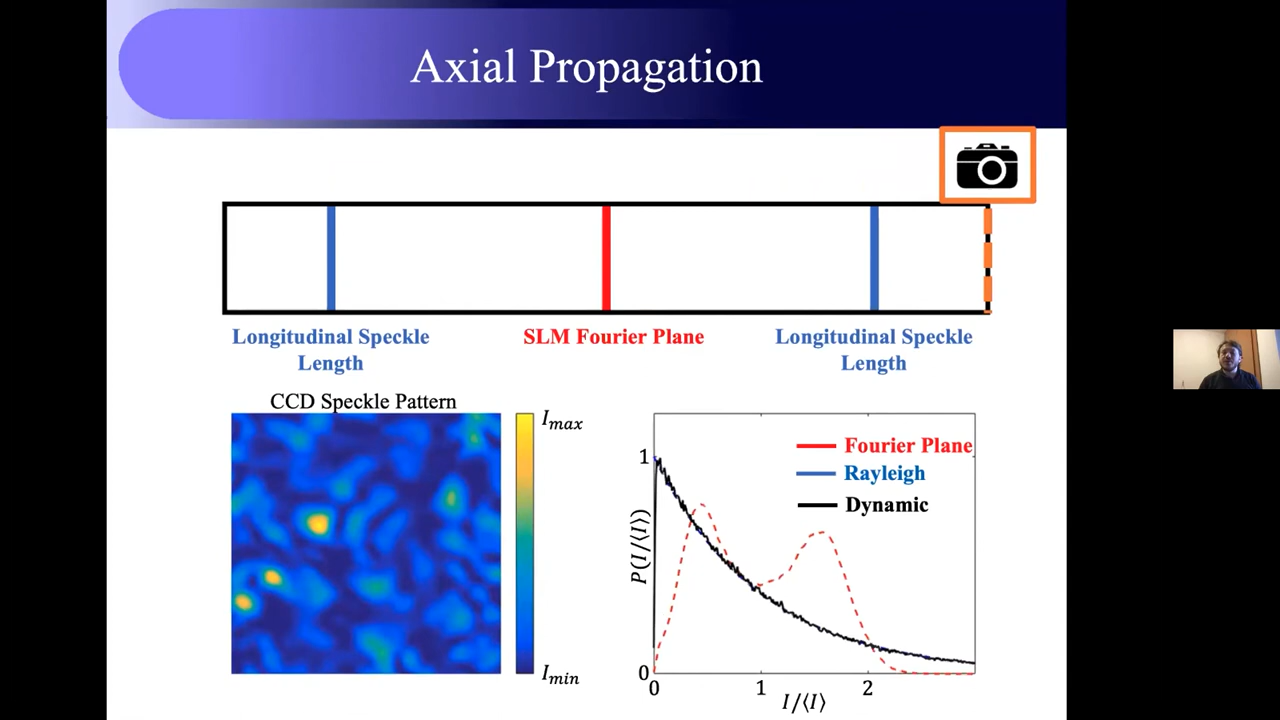 Axial Propagation
Longitudinal Speckle
Length
SLM Fourier Plane
Longitudinal Speckle
Length
CCD Speckle Pattern
I_max
I_min
Fourier Plane
Rayleigh
Dynamic
1
0
P(I/⟨I⟩)
0
1
2
I/⟨I⟩